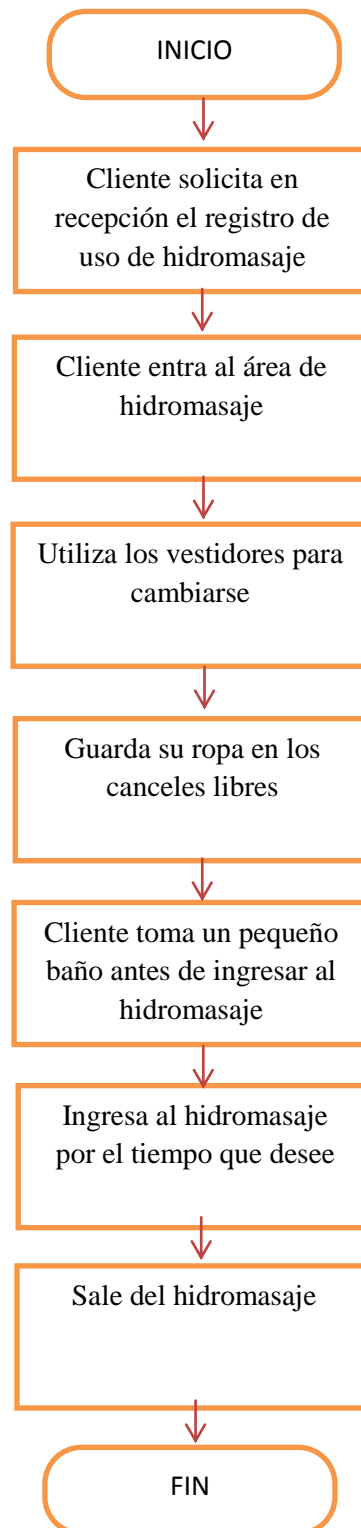 INICIO
Cliente solicita en
recepción el registro de
uso de hidromasaje
Cliente entra al área de
hidromasaje
Utiliza los vestidores para
cambiarse
Guarda su ropa en los
canceles libres
Cliente toma un pequeño
baño antes de ingresar al
hidromasaje
Ingresa al hidromasaje
por el tiempo que desee
Sale del hidromasaje
FIN